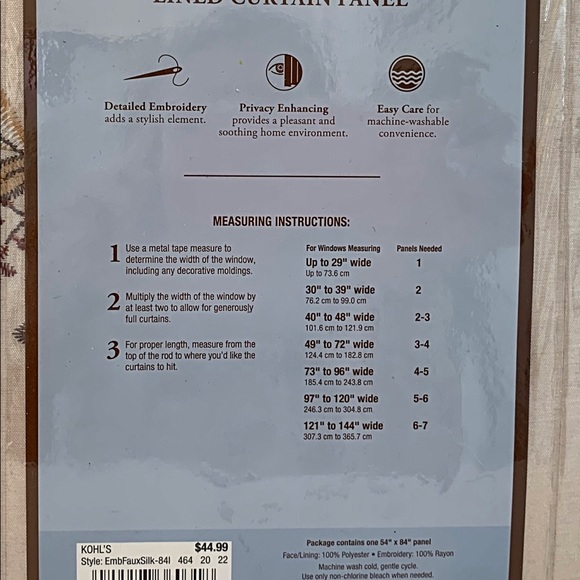 LINED CURTAIN PANEL
Detailed Embroidery
adds a stylish element.
Privacy Enhancing
provides a pleasant and
soothing home environment.
Easy Care for
machine-washable
convenience.
MEASURING INSTRUCTIONS:
1 Use a metal tape measure to
determine the width of the window,
including any decorative moldings.
2 Multiply the width of the window by
at least two to allow for generously
full curtains.
3 For proper length, measure from the
top of the rod to where you'd like the
curtains to hit.
For Windows Measuring Panels Needed
Up to 29" wide 1
Up to 73.6 cm
30" to 39" wide 2
76.2 cm to 99.0 cm
40" to 48" wide 2-3
101.6 cm to 121.9 cm
49" to 72" wide 3-4
124.4 cm to 182.8 cm
73" to 96" wide 4-5
185.4 cm to 243.8 cm
97" to 120" wide 5-6
246.3 cm to 304.8 cm
121" to 144" wide 6-7
307.3 cm to 365.7 cm
KOHL'S $44.99
Style: EmbFauxSilk-84I 464 20 22
Package contains one 54" x 84" panel
Face/Lining: 100% Polyester • Embroidery: 100% Rayon
Machine wash cold, gentle cycle.
Use only non-chlorine bleach when needed.